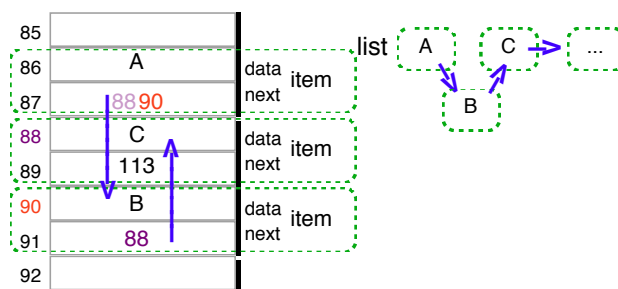 85
86 A data item
87 88 90 next
88 C data item
89 113 next
90 B data item
91 88 next
92
list A C ...
B